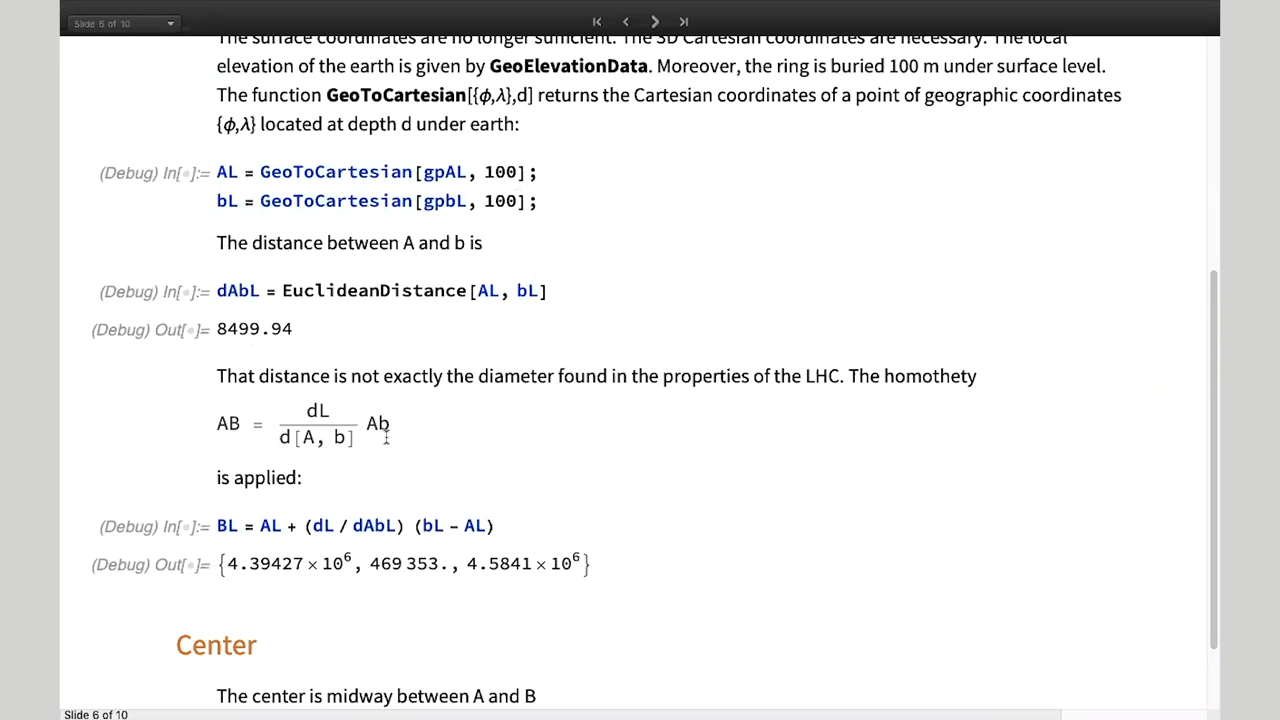 Slide 6 of 10
The surface coordinates are no longer sufficient. The 3D Cartesian coordinates are necessary. The local
elevation of the earth is given by GeoElevationData. Moreover, the ring is buried 100 m under surface level.
The function GeoToCartesian[{ϕ,λ},d] returns the Cartesian coordinates of a point of geographic coordinates
{ϕ,λ} located at depth d under earth:
(Debug) In[∘]:= AL = GeoToCartesian[gpAL, 100];
bL = GeoToCartesian[gpbL, 100];
The distance between A and b is
(Debug) In[∘]:= dAbL = EuclideanDistance[AL, bL]
(Debug) Out[∘]= 8499.94
That distance is not exactly the diameter found in the properties of the LHC. The homothety
AB = dL / d[A, b] Ab
is applied:
(Debug) In[∘]:= BL = AL + (dL / dAbL) (bL - AL)
(Debug) Out[∘]= {4.39427 × 10^6, 469 353., 4.5841 × 10^6}
Center
The center is midway between A and B
Slide 6 of 10